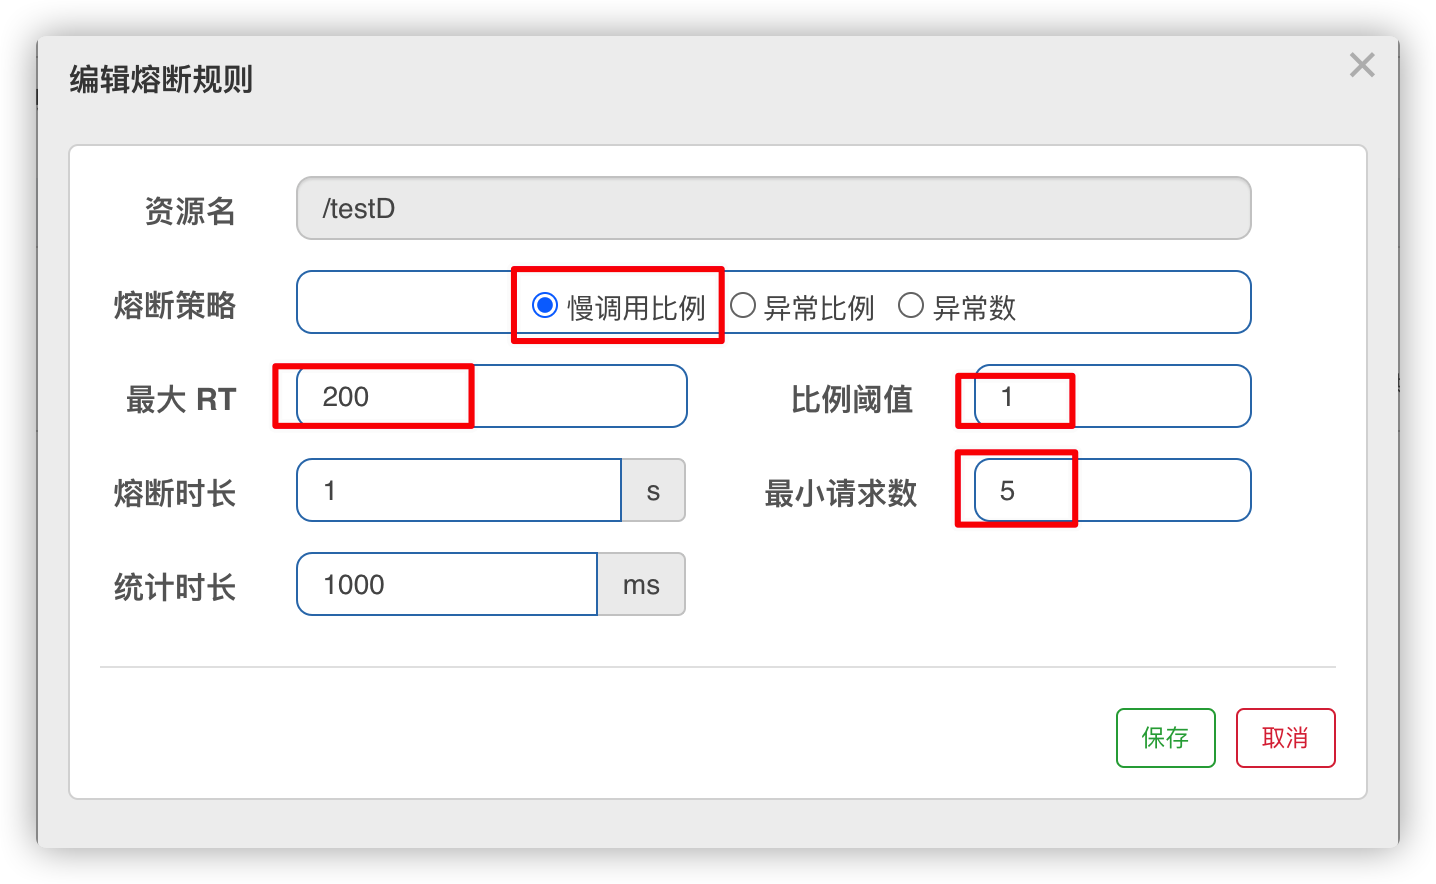 编辑熔断规则
资源名 /testD
熔断策略 慢调用比例 异常比例 异常数
最大 RT 200 比例阈值 1
熔断时长 1 s 最小请求数 5
统计时长 1000 ms
保存 取消